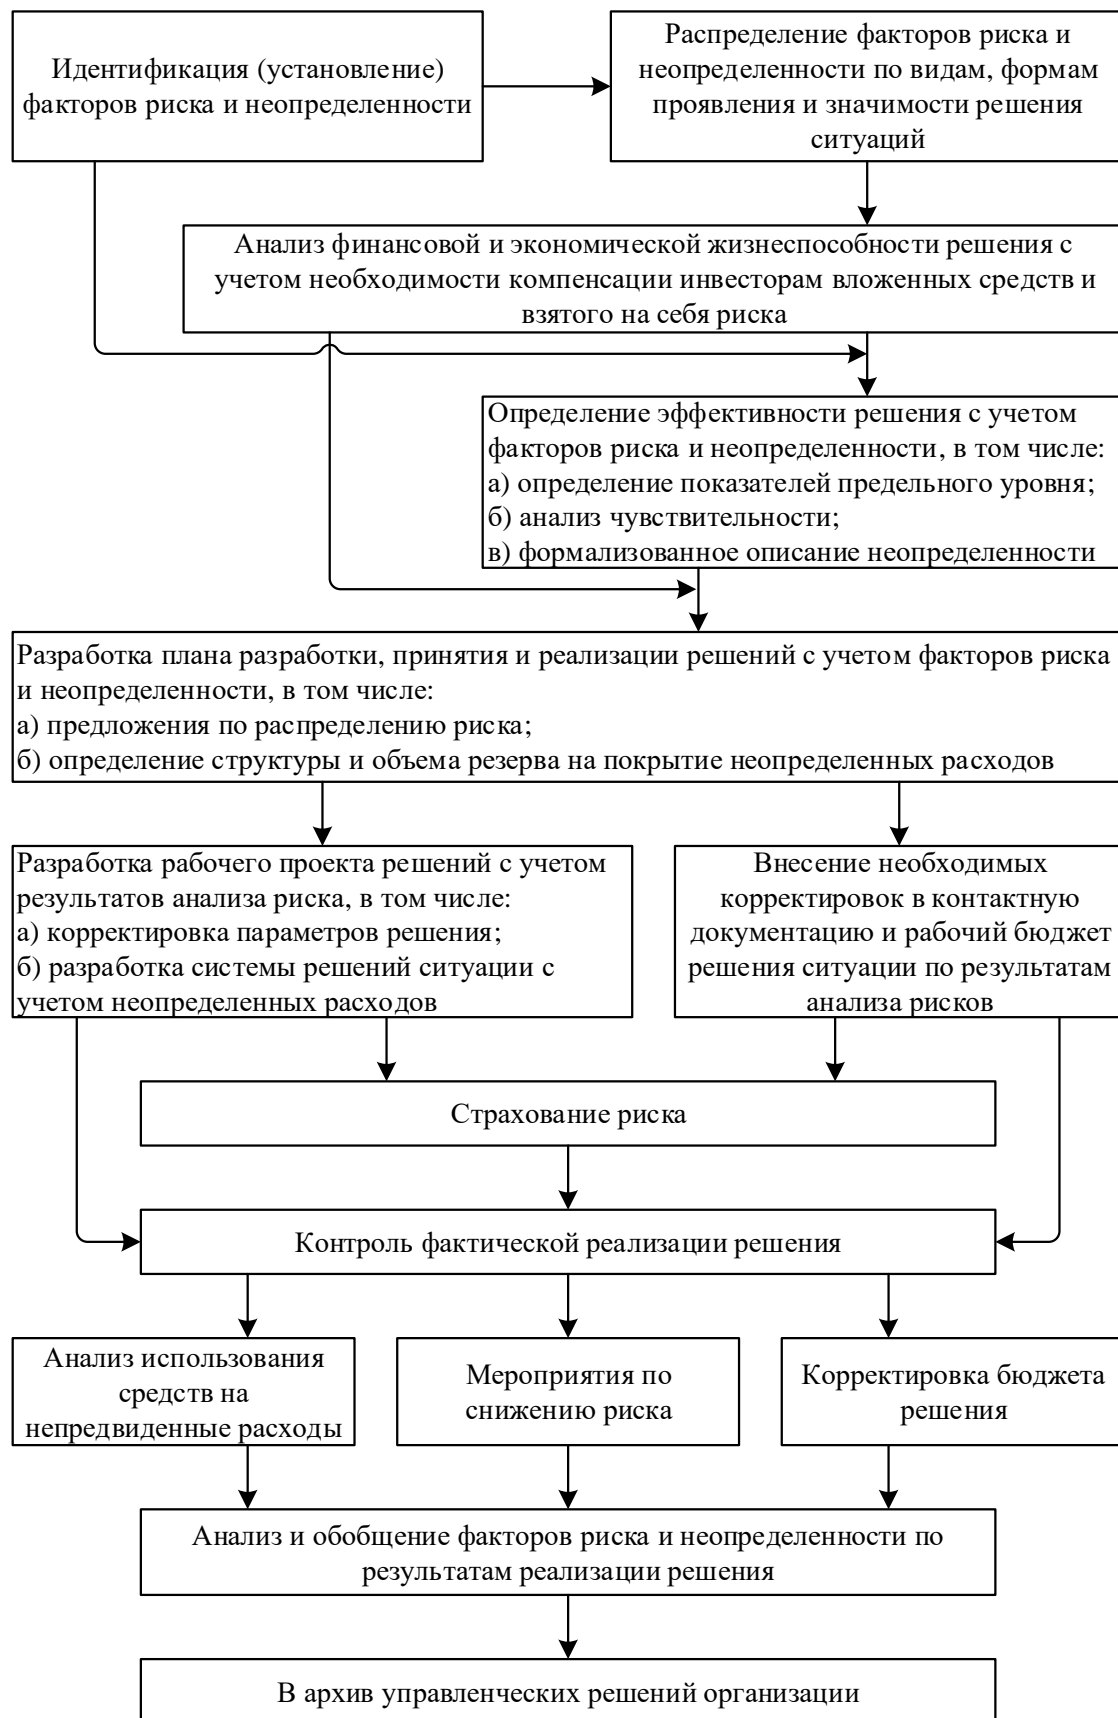 Идентификация (установление)
факторов риска и неопределенности
Распределение факторов риска и
неопределенности по видам, формам
проявления и значимости решения
ситуаций
Анализ финансовой и экономической жизнеспособности решения с
учетом необходимости компенсации инвесторам вложенных средств и
взятого на себя риска
Определение эффективности решения с учетом
факторов риска и неопределенности, в том числе:
а) определение показателей предельного уровня;
б) анализ чувствительности;
в) формализованное описание неопределенности
Разработка плана разработки, принятия и реализации решений с учетом факторов риска
и неопределенности, в том числе:
а) предложения по распределению риска;
б) определение структуры и объема резерва на покрытие неопределенных расходов
Разработка рабочего проекта решений с учетом
результатов анализа риска, в том числе:
а) корректировка параметров решения;
б) разработка системы решений ситуации с
учетом неопределенных расходов
Внесение необходимых
корректировок в контактную
документацию и рабочий бюджет
решения ситуации по результатам
анализа рисков
Страхование риска
Контроль фактической реализации решения
Анализ использования
средств на
непредвиденные расходы
Мероприятия по
снижению риска
Корректировка бюджета
решения
Анализ и обобщение факторов риска и неопределенности по
результатам реализации решения
В архив управленческих решений организации